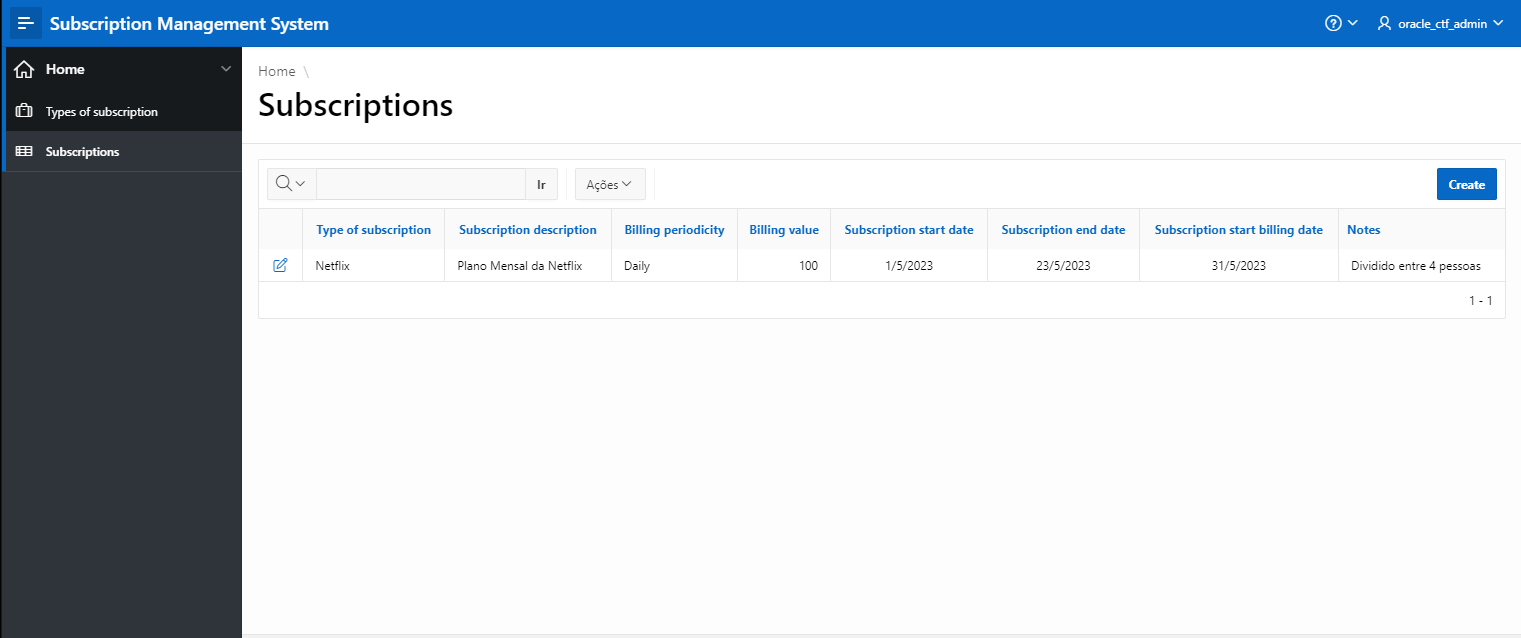 Subscription Management System
oracle_ctf_admin
Home
Types of subscription
Subscriptions
Home \
Subscriptions
Ir
Ações
Create
Type of subscription Subscription description Billing periodicity Billing value Subscription start date Subscription end date Subscription start billing date Notes
Netflix Plano Mensal da Netflix Daily 100 1/5/2023 23/5/2023 31/5/2023 Dividido entre 4 pessoas
1 - 1